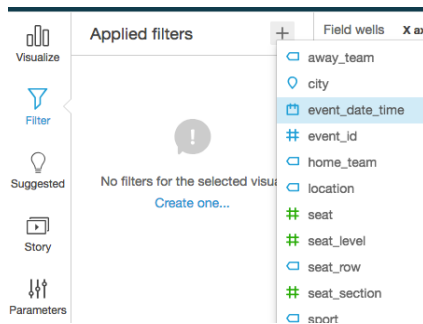 Visualize
Filter
Suggested
Story
Parameters
Applied filters
+
No filters for the selected
Create one...
Field wells X
away_team
city
event_date_time
event_id
home_team
location
seat
seat_level
seat_row
seat_section
sport